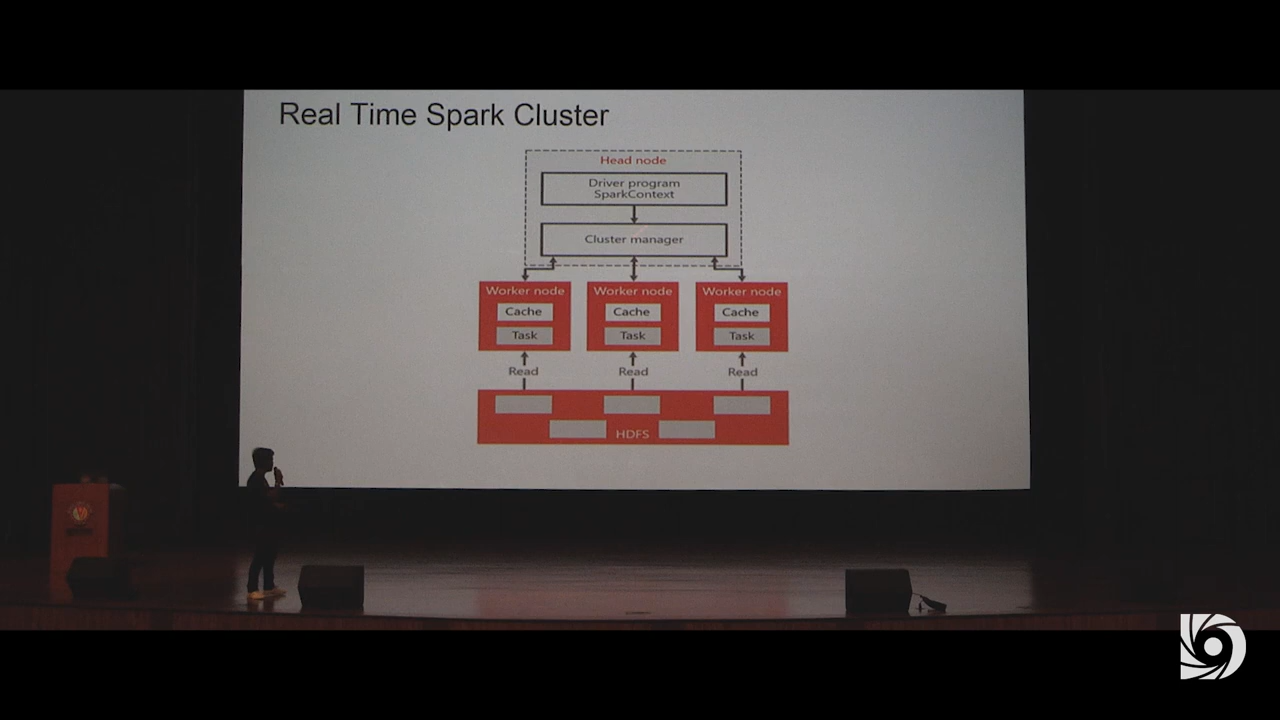 Real Time Spark Cluster
Head node
Driver program
SparkContext
Cluster manager
Worker node
Cache
Task
Worker node
Cache
Task
Worker node
Cache
Task
Read
Read
Read
HDFS